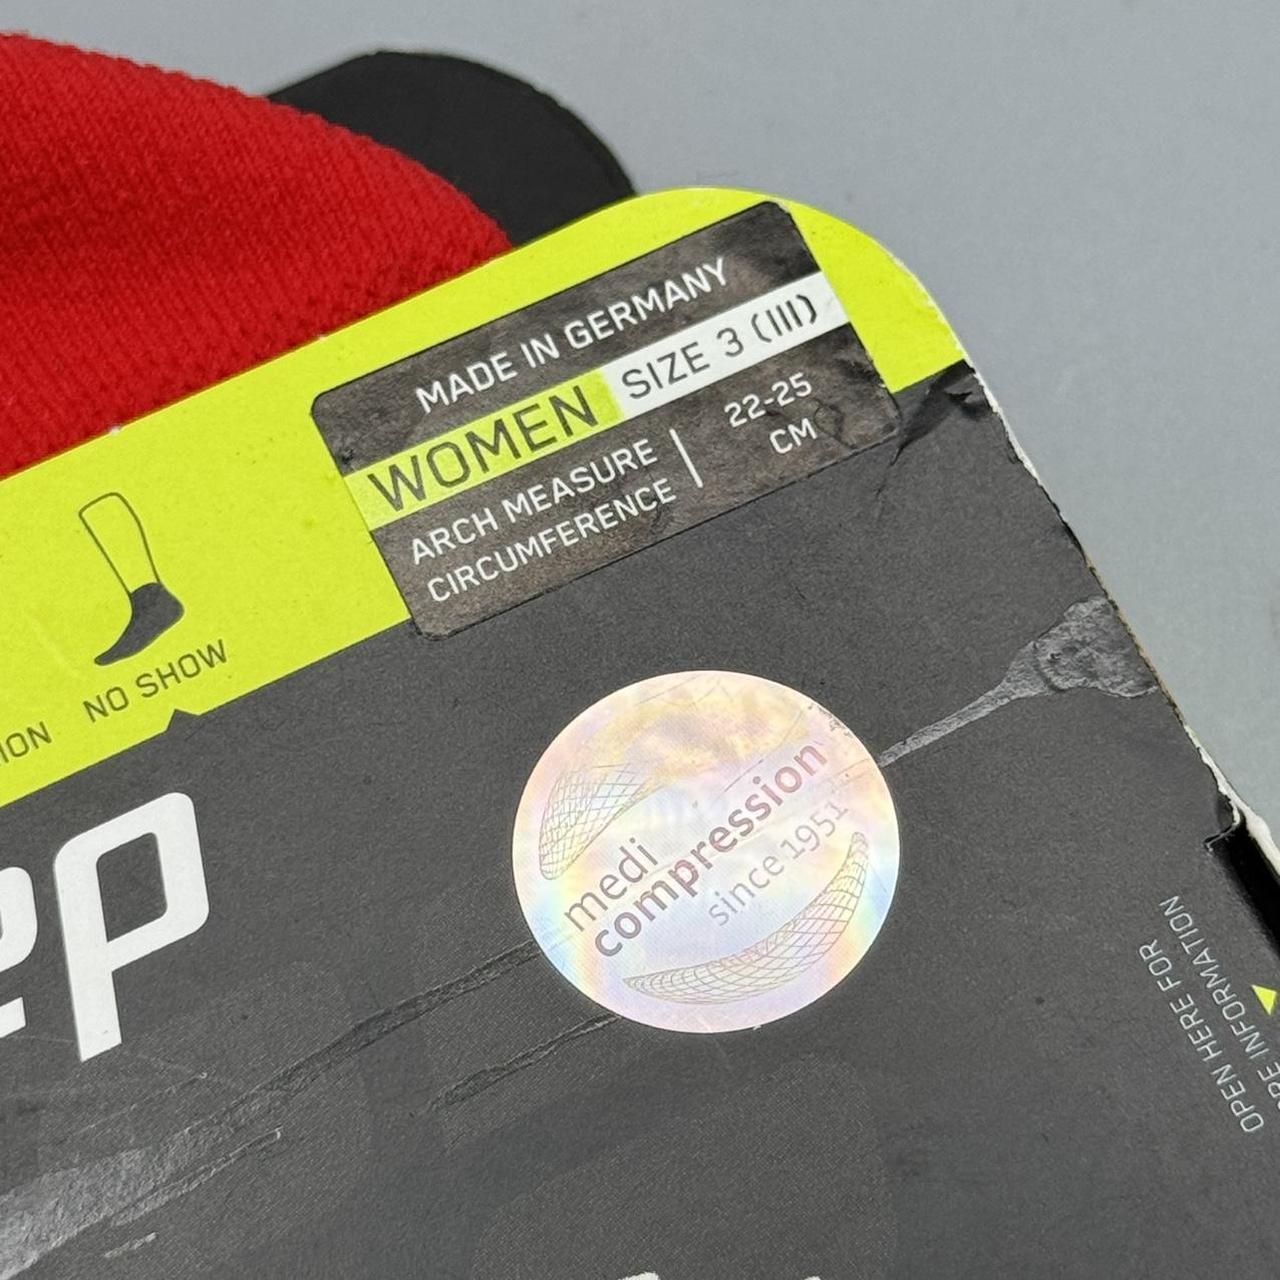 MADE IN GERMANY
WOMEN SIZE 3 (III)
ARCH MEASURE
CIRCUMFERENCE
22-25
CM
NO SHOW
medi
compression
since 1951
OPEN HERE FOR
INFORMATION